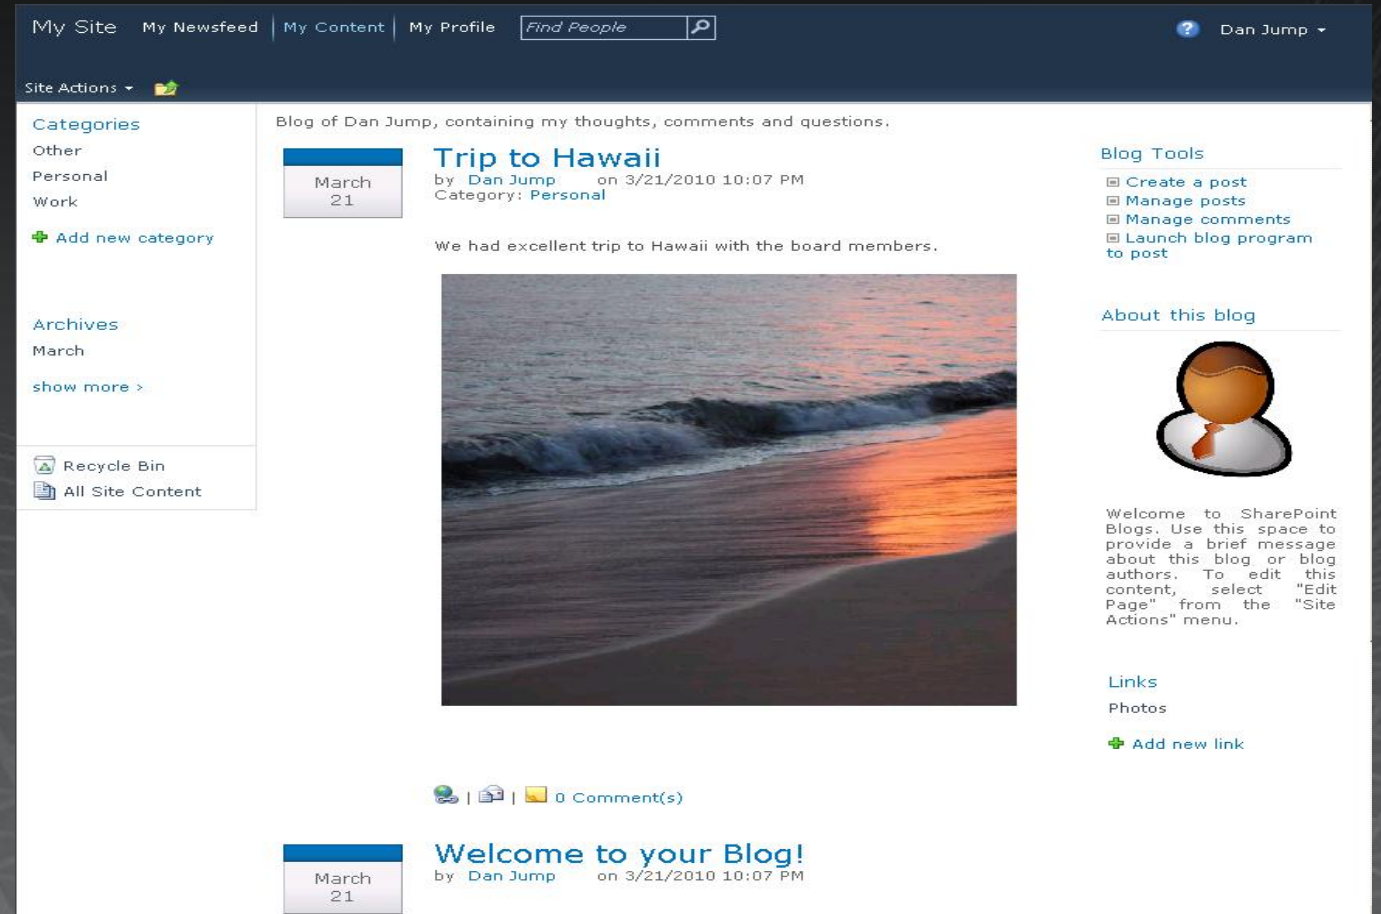 My Site My Newsfeed My Content My Profile Find People
Dan Jump
Site Actions
Categories
Other
Personal
Work
Add new category
Archives
March
show more >
Recycle Bin
All Site Content
Blog of Dan Jump, containing my thoughts, comments and questions.
March
21
Trip to Hawaii
by Dan Jump on 3/21/2010 10:07 PM
Category: Personal
We had excellent trip to Hawaii with the board members.
| | 0 Comment(s)
March
21
Welcome to your Blog!
by Dan Jump on 3/21/2010 10:07 PM
Blog Tools
Create a post
Manage posts
Manage comments
Launch blog program
to post
About this blog
Welcome to SharePoint
Blogs. Use this space to
provide a brief message
about this blog or blog
authors. To edit this
content, select "Edit
Page" from the "Site
Actions" menu.
Links
Photos
Add new link